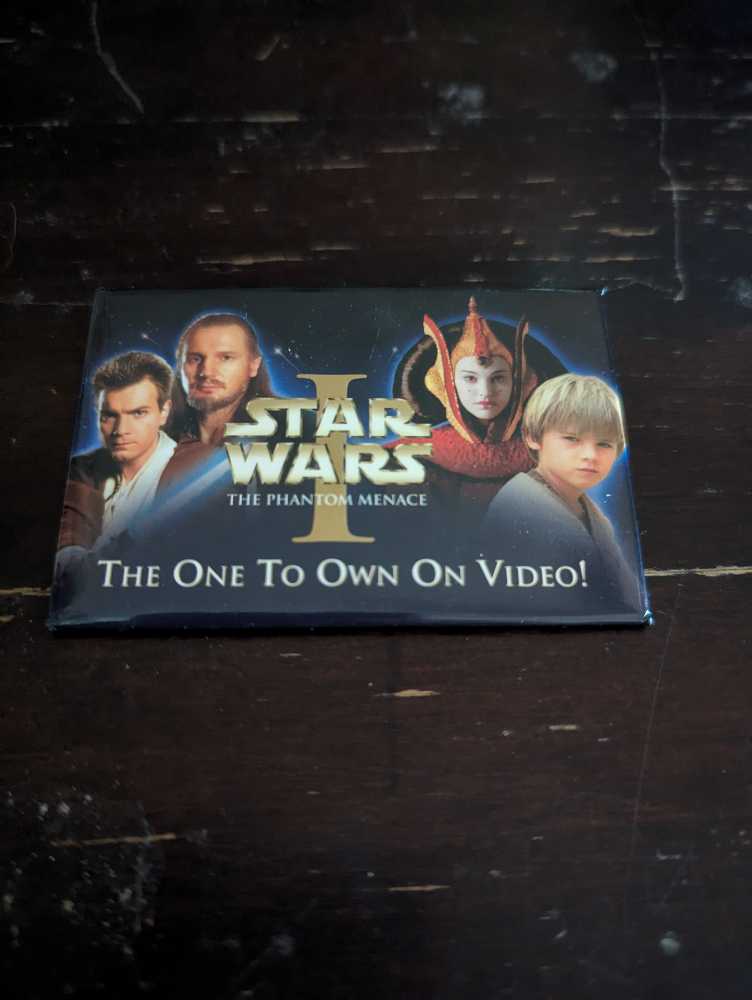 I
STAR
WARS
THE PHANTOM MENACE
THE ONE TO OWN ON VIDEO!